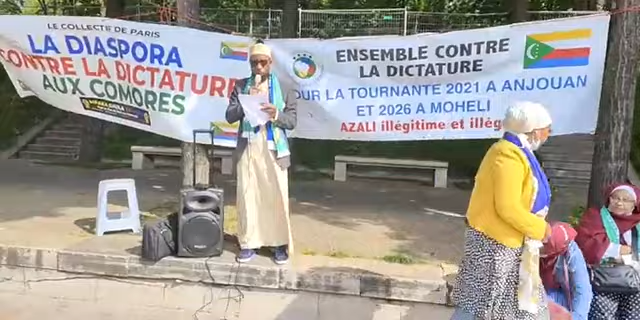 LE COLLECTIF DE PARIS
LA DIASPORA
CONTRE LA DICTATURE
AUX COMORES
ENSEMBLE CONTRE
LA DICTATURE
OUR LA TOURNANTE 2021 A ANJOUAN
ET 2026 A MOHELI
AZALI illégitime et illég